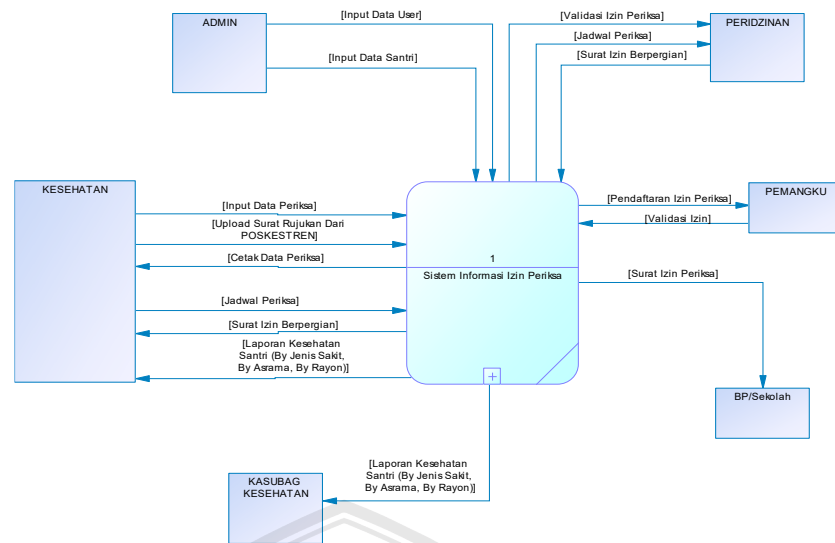 ADMIN
[Input Data User]
[Input Data Santri]
[Validasi Izin Periksa]
[Jadwal Periksa]
[Surat Izin Berpergian]
PERIDZINAN
KESEHATAN
[Input Data Periksa]
[Upload Surat Rujukan Dari
POSKESTREN]
[Cetak Data Periksa]
[Jadwal Periksa]
[Surat Izin Berpergian]
[Laporan Kesehatan
Santri (By Jenis Sakit,
By Asrama, By Rayon)]
1
Sistem Informasi Izin Periksa
[Pendaftaran Izin Periksa]
[Validasi Izin]
PEMANGKU
[Surat Izin Periksa]
BP/Sekolah
[Laporan Kesehatan
Santri (By Jenis Sakit,
By Asrama, By Rayon)]
KASUBAG
KESEHATAN